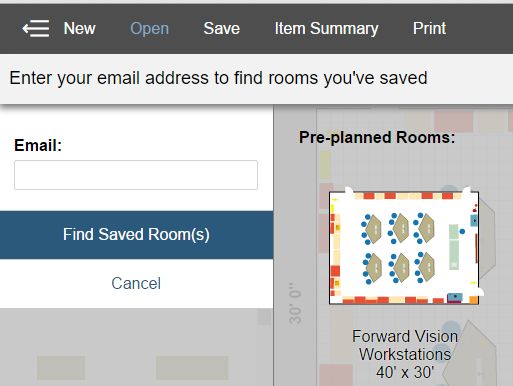 New Open Save Item Summary Print
Enter your email address to find rooms you've saved
Email:
Pre-planned Rooms:
Find Saved Room(s)
Cancel
30' 0"
Forward Vision
Workstations
40' x 30'